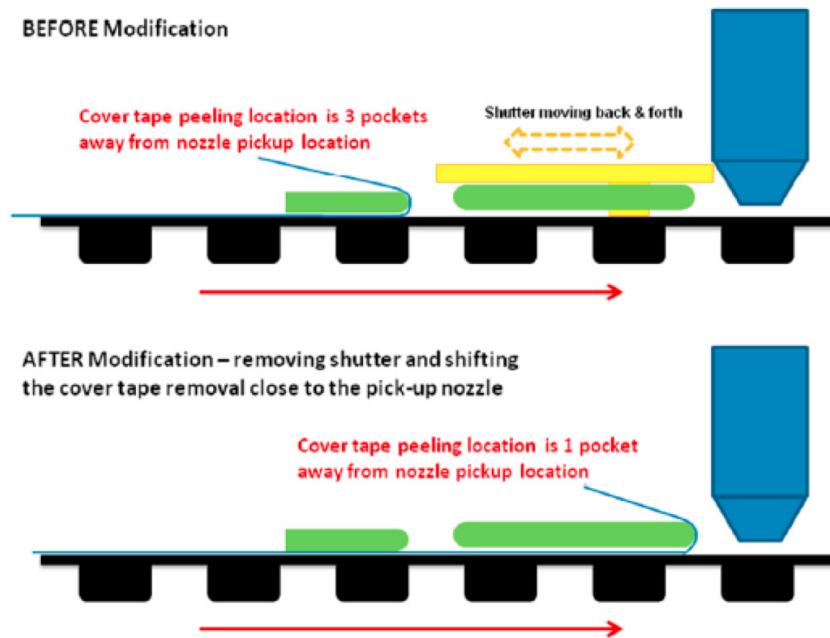 BEFORE Modification
Cover tape peeling location is 3 pockets
away from nozzle pickup location
Shutter moving back & forth
AFTER Modification – removing shutter and shifting
the cover tape removal close to the pick-up nozzle
Cover tape peeling location is 1 pocket
away from nozzle pickup location